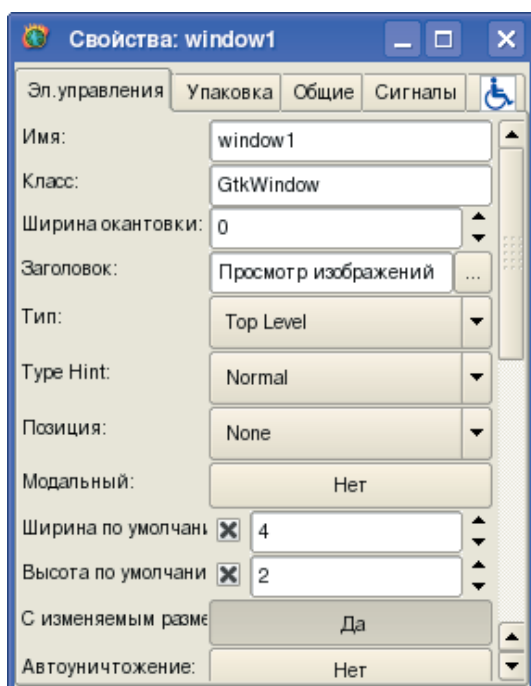 Свойства: window1
Эл.управления Упаковка Общие Сигналы
Имя: window1
Класс: GtkWindow
Ширина окантовки: 0
Заголовок: Просмотр изображений ...
Тип: Top Level
Type Hint: Normal
Позиция: None
Модальный: Нет
Ширина по умолчани 4
Высота по умолчани 2
С изменяемым разме Да
Автоуничтожение: Нет